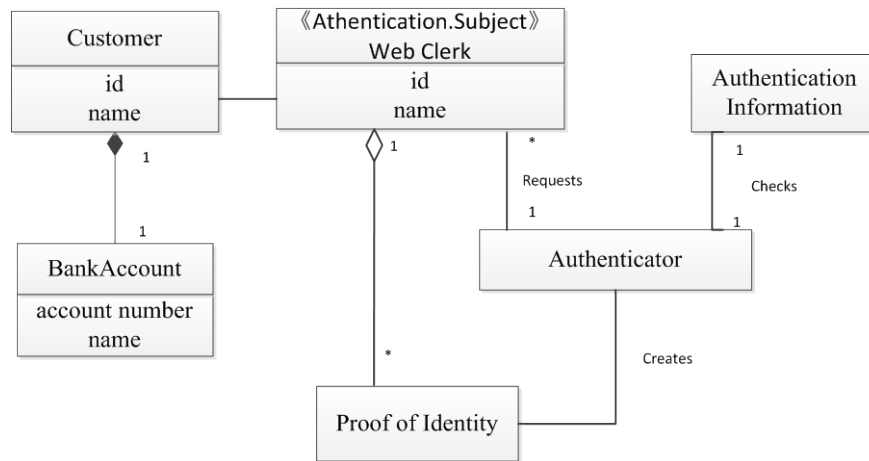 Customer
id
name
《Athentication.Subject》
Web Clerk
id
name
Authentication
Information
1
1
*
1
Requests
1
Checks
1
1
BankAccount
account number
name
Authenticator
*
Creates
Proof of Identity